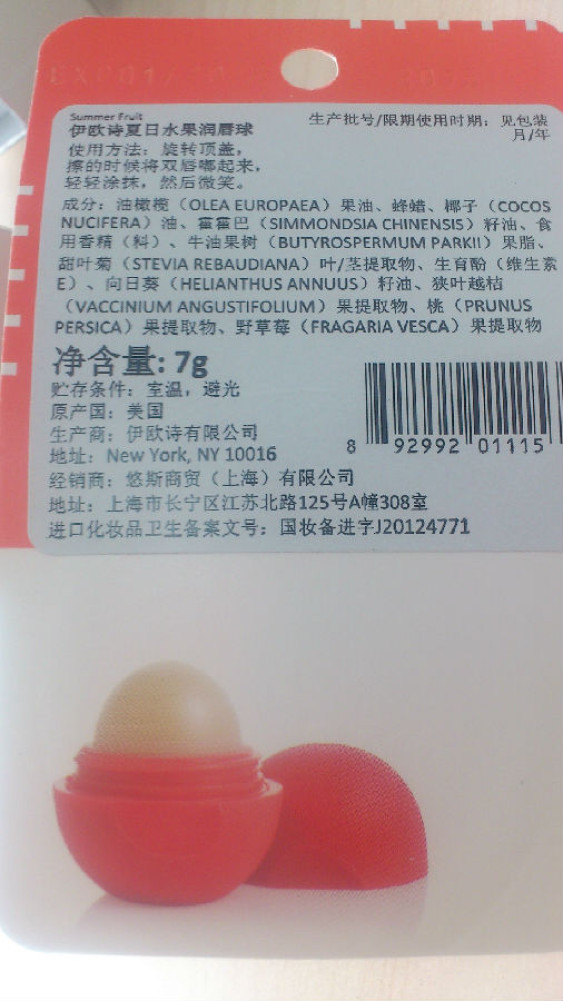 Summer Fruit
伊欧诗夏日水果润唇球
生产批号/限期使用时期：见包装
月/年
使用方法：旋转顶盖，
擦的时候将双唇嘟起来，
轻轻涂抹，然后微笑。
成分：油橄榄（OLEA EUROPAEA）果油、蜂蜡、椰子（COCOS
NUCIFERA）油、霍霍巴（SIMMONDSIA CHINENSIS）籽油、食
用香精（料）、牛油果树（BUTYROSPERMUM PARKII）果脂、
甜叶菊（STEVIA REBAUDIANA）叶/茎提取物、生育酚（维生素
E）、向日葵（HELIANTHUS ANNUUS）籽油、狭叶越桔
（VACCINIUM ANGUSTIFOLIUM）果提取物、桃（PRUNUS
PERSICA）果提取物、野草莓（FRAGARIA VESCA）果提取物
净含量: 7g
贮存条件：室温，避光
原产国：美国
生产商：伊欧诗有限公司
地址：New York, NY 10016
8 92992 01115
经销商：悠斯商贸（上海）有限公司
地址：上海市长宁区江苏北路125号A幢308室
进口化妆品卫生备案文号：国妆备进字J20124771